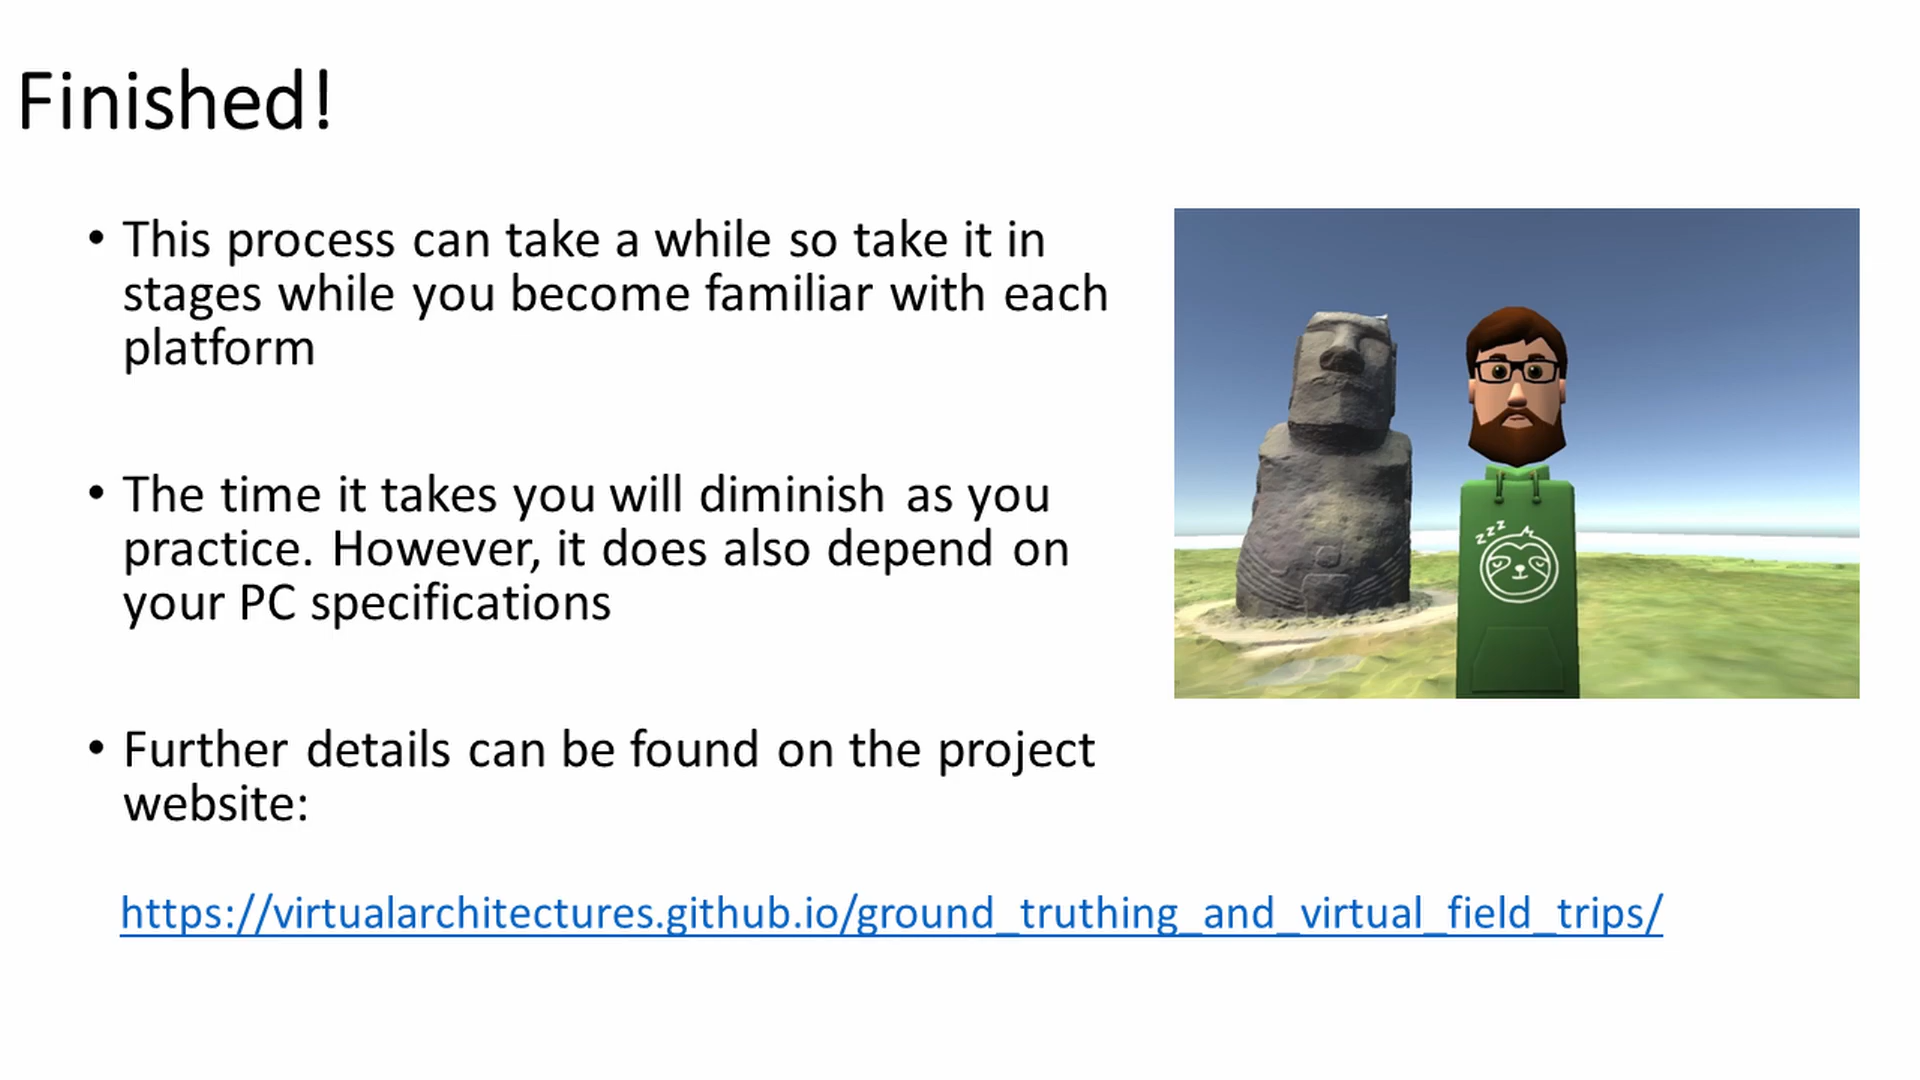 Finished!
• This process can take a while so take it in
stages while you become familiar with each
platform
• The time it takes you will diminish as you
practice. However, it does also depend on
your PC specifications
• Further details can be found on the project
website:
https://virtualarchitectures.github.io/ground_truthing_and_virtual_field_trips/
zzz